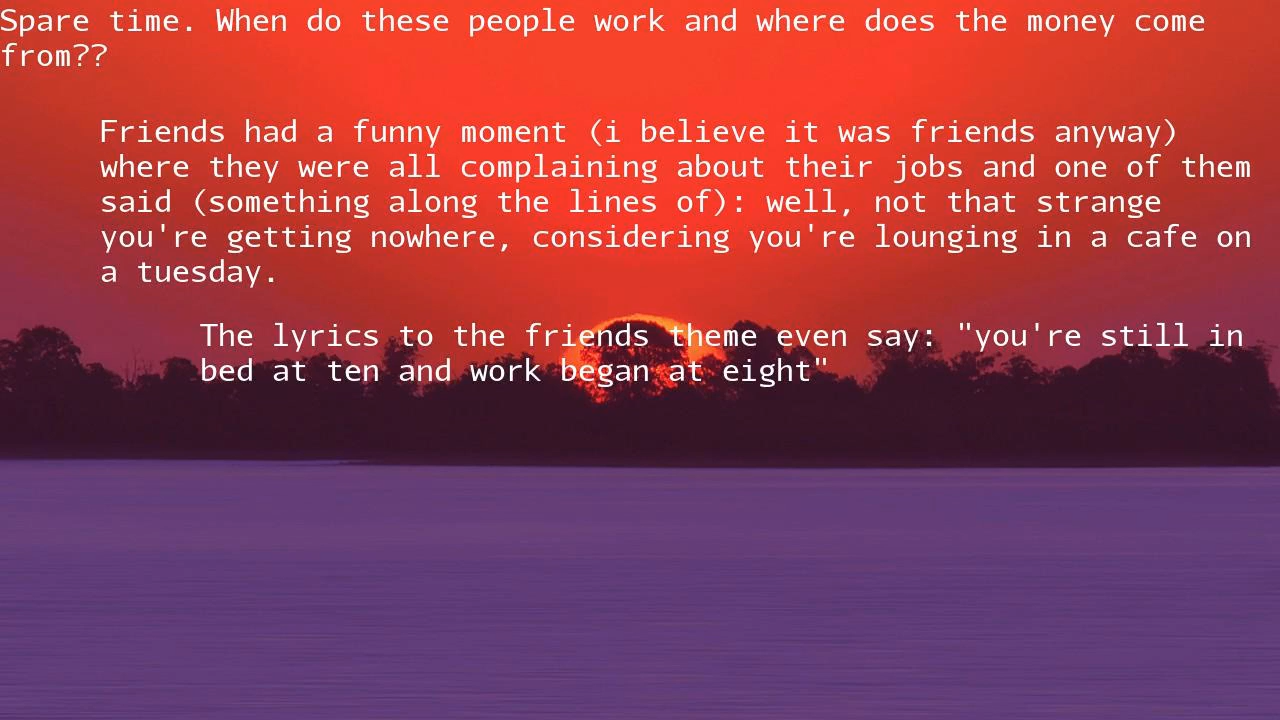 Spare time. When do these people work and where does the money come
from??
Friends had a funny moment (i believe it was friends anyway)
where they were all complaining about their jobs and one of them
said (something along the lines of): well, not that strange
you're getting nowhere, considering you're lounging in a cafe on
a tuesday.
The lyrics to the friends theme even say: "you're still in
bed at ten and work began at eight"